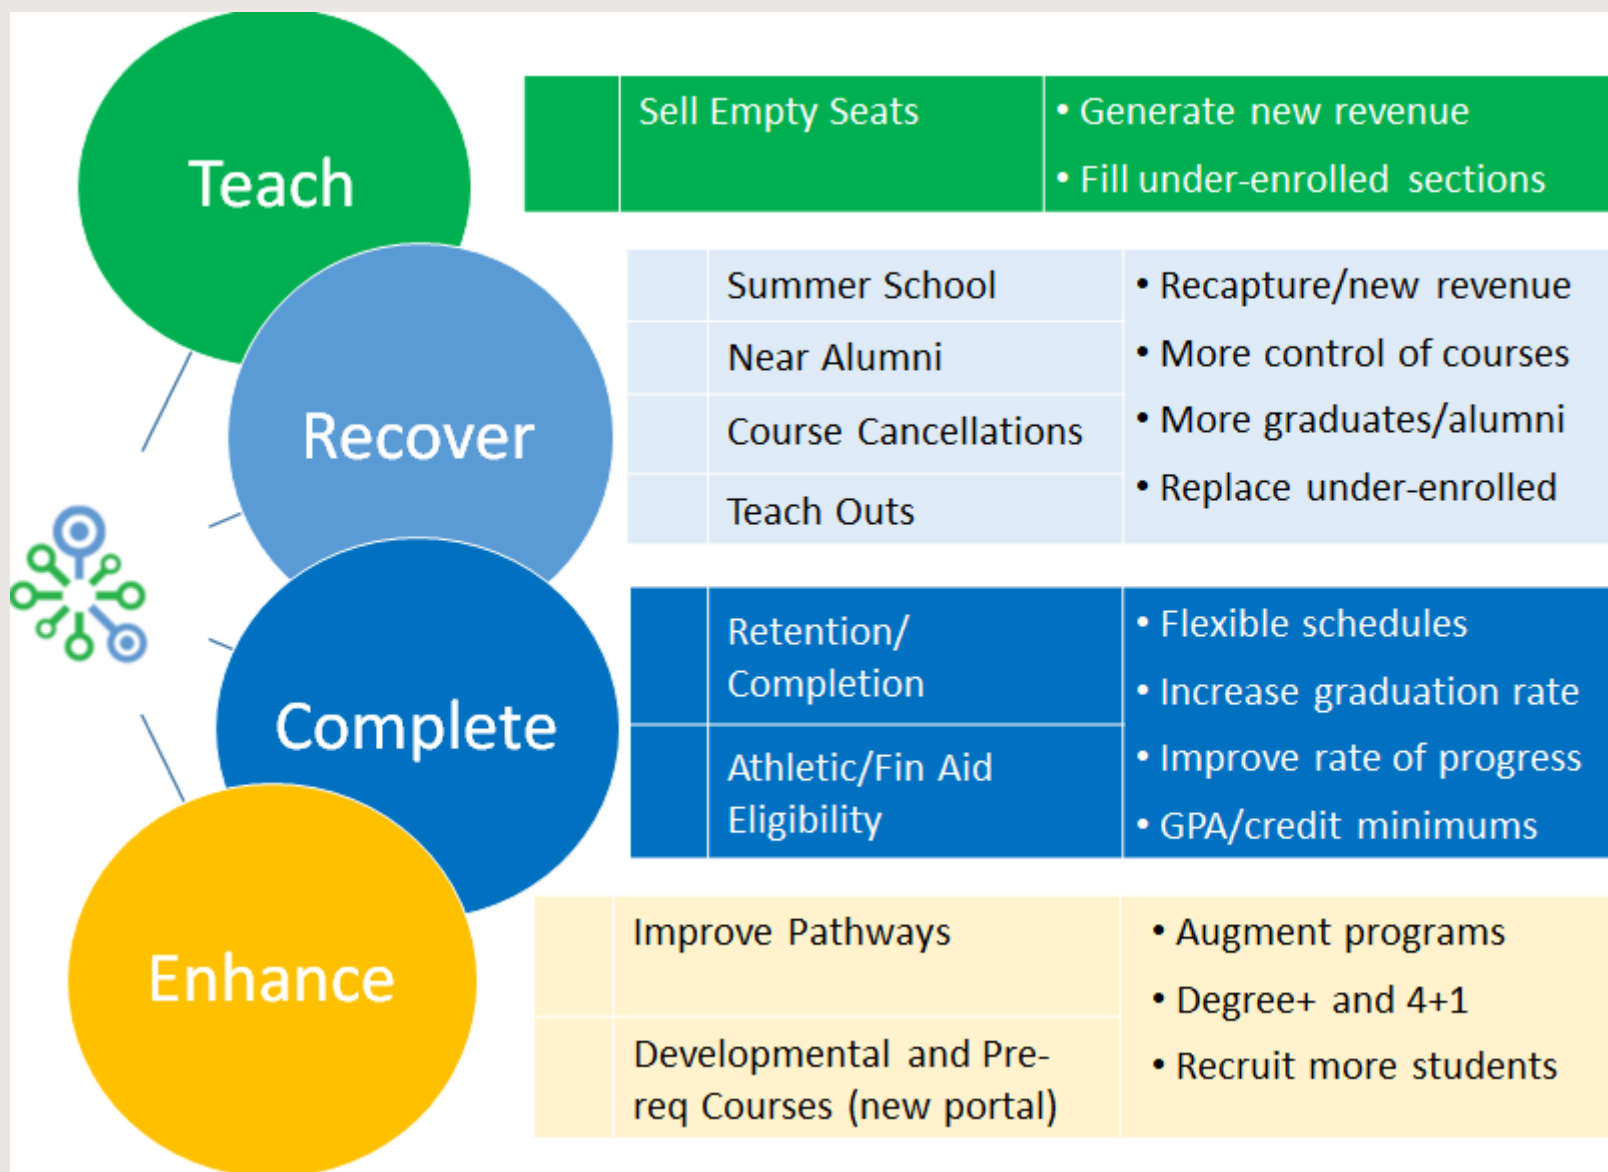 Teach
Sell Empty Seats
• Generate new revenue
• Fill under-enrolled sections
Recover
Summer School
Near Alumni
Course Cancellations
Teach Outs
• Recapture/new revenue
• More control of courses
• More graduates/alumni
• Replace under-enrolled
Complete
Retention/
Completion
Athletic/Fin Aid
Eligibility
• Flexible schedules
• Increase graduation rate
• Improve rate of progress
• GPA/credit minimums
Enhance
Improve Pathways
Developmental and Pre-
req Courses (new portal)
• Augment programs
• Degree+ and 4+1
• Recruit more students